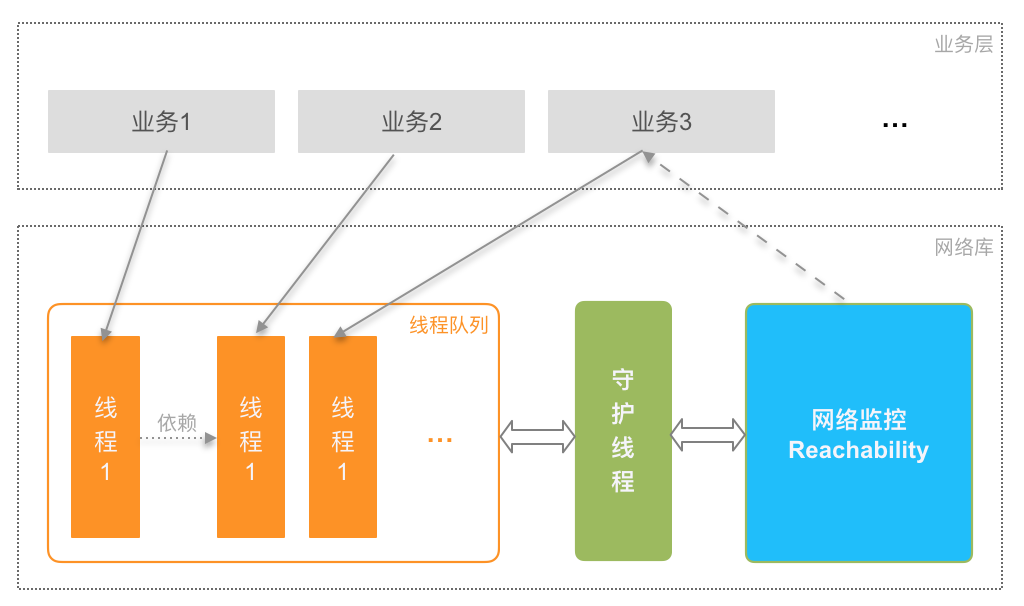 业务层
业务1
业务2
业务3
...
网络库
线程队列
线
程
1
依赖
线
程
1
线
程
1
...
守
护
线
程
网络监控
Reachability